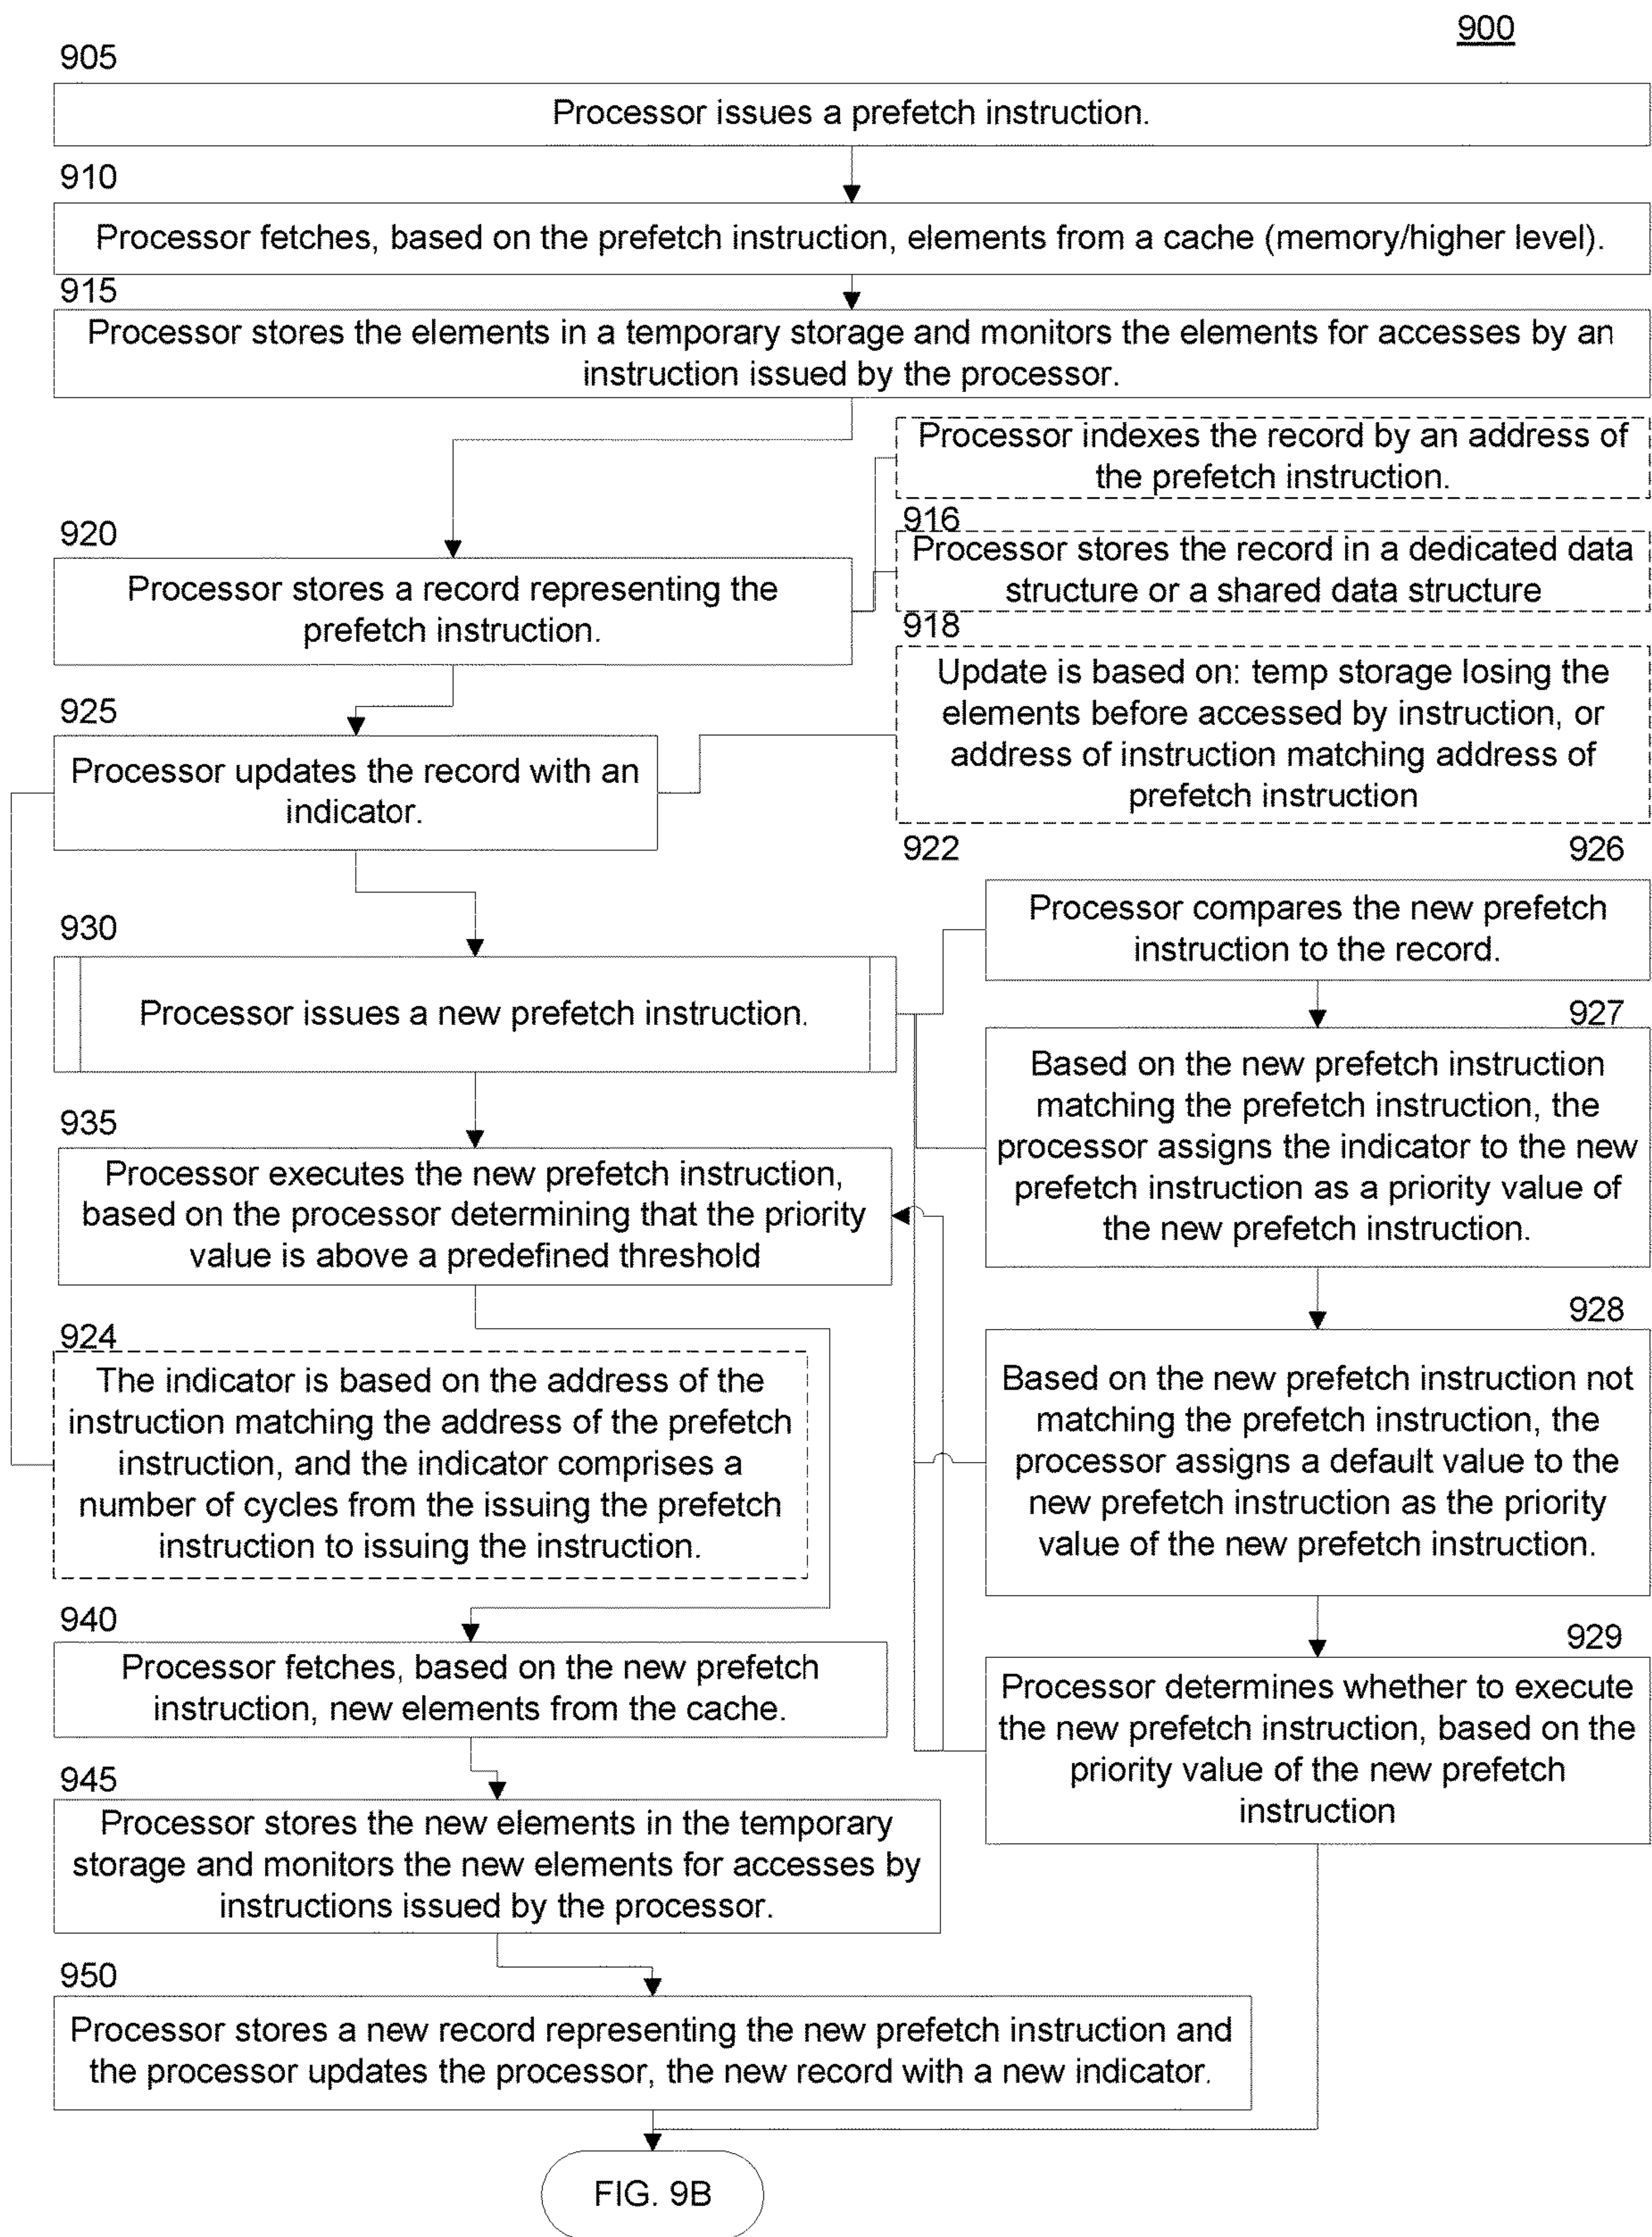 900
905
Processor issues a prefetch instruction.
910
Processor fetches, based on the prefetch instruction, elements from a cache (memory/higher level).
915
Processor stores the elements in a temporary storage and monitors the elements for accesses by an
instruction issued by the processor.
Processor indexes the record by an address of
the prefetch instruction.
916
920
Processor stores a record representing the
prefetch instruction.
Processor stores the record in a dedicated data
structure or a shared data structure
918
Update is based on: temp storage losing the
elements before accessed by instruction, or
address of instruction matching address of
prefetch instruction
922
925
Processor updates the record with an
indicator.
926
Processor compares the new prefetch
instruction to the record.
930
Processor issues a new prefetch instruction.
927
Based on the new prefetch instruction
matching the prefetch instruction, the
processor assigns the indicator to the new
prefetch instruction as a priority value of
the new prefetch instruction.
935
Processor executes the new prefetch instruction,
based on the processor determining that the priority
value is above a predefined threshold
928
Based on the new prefetch instruction not
matching the prefetch instruction, the
processor assigns a default value to the
new prefetch instruction as the priority
value of the new prefetch instruction.
924
The indicator is based on the address of the
instruction matching the address of the prefetch
instruction, and the indicator comprises a
number of cycles from the issuing the prefetch
instruction to issuing the instruction.
929
Processor determines whether to execute
the new prefetch instruction, based on the
priority value of the new prefetch
instruction
940
Processor fetches, based on the new prefetch
instruction, new elements from the cache.
945
Processor stores the new elements in the temporary
storage and monitors the new elements for accesses by
instructions issued by the processor.
950
Processor stores a new record representing the new prefetch instruction and
the processor updates the processor, the new record with a new indicator.
FIG. 9B